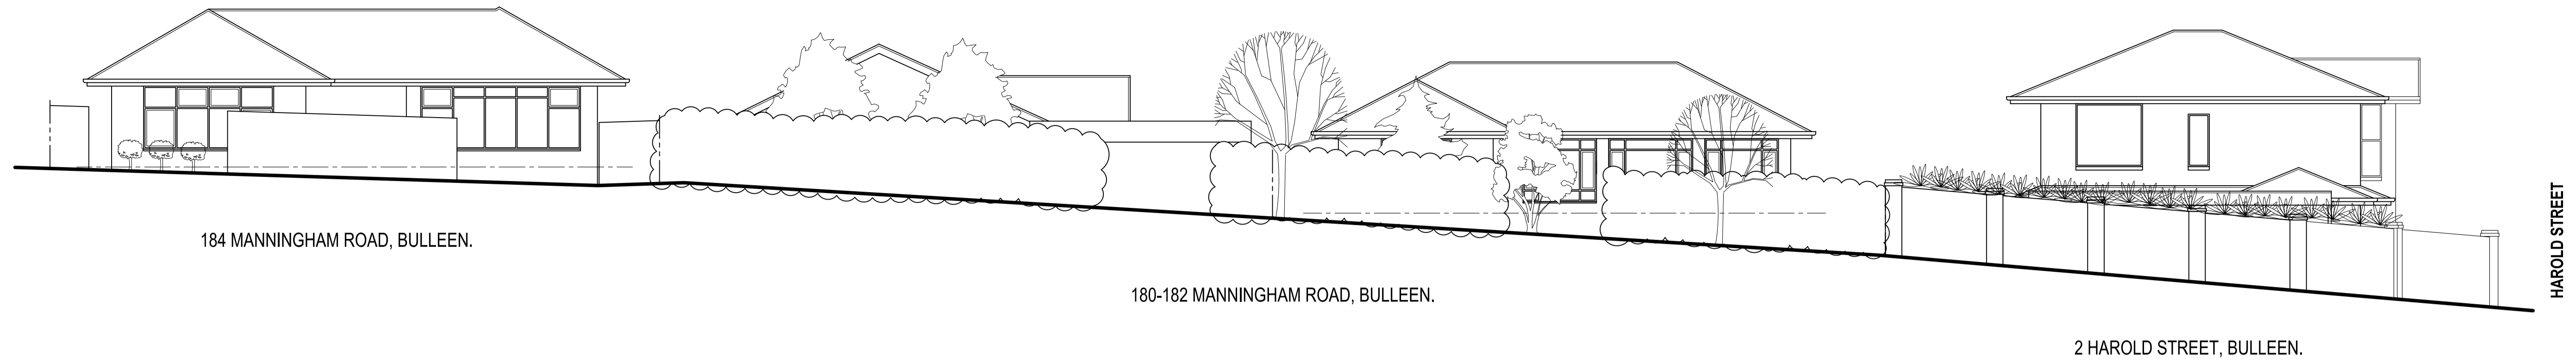 184 MANNINGHAM ROAD, BULLEEN.
180-182 MANNINGHAM ROAD, BULLEEN.
2 HAROLD STREET, BULLEEN.
HAROLD STREET